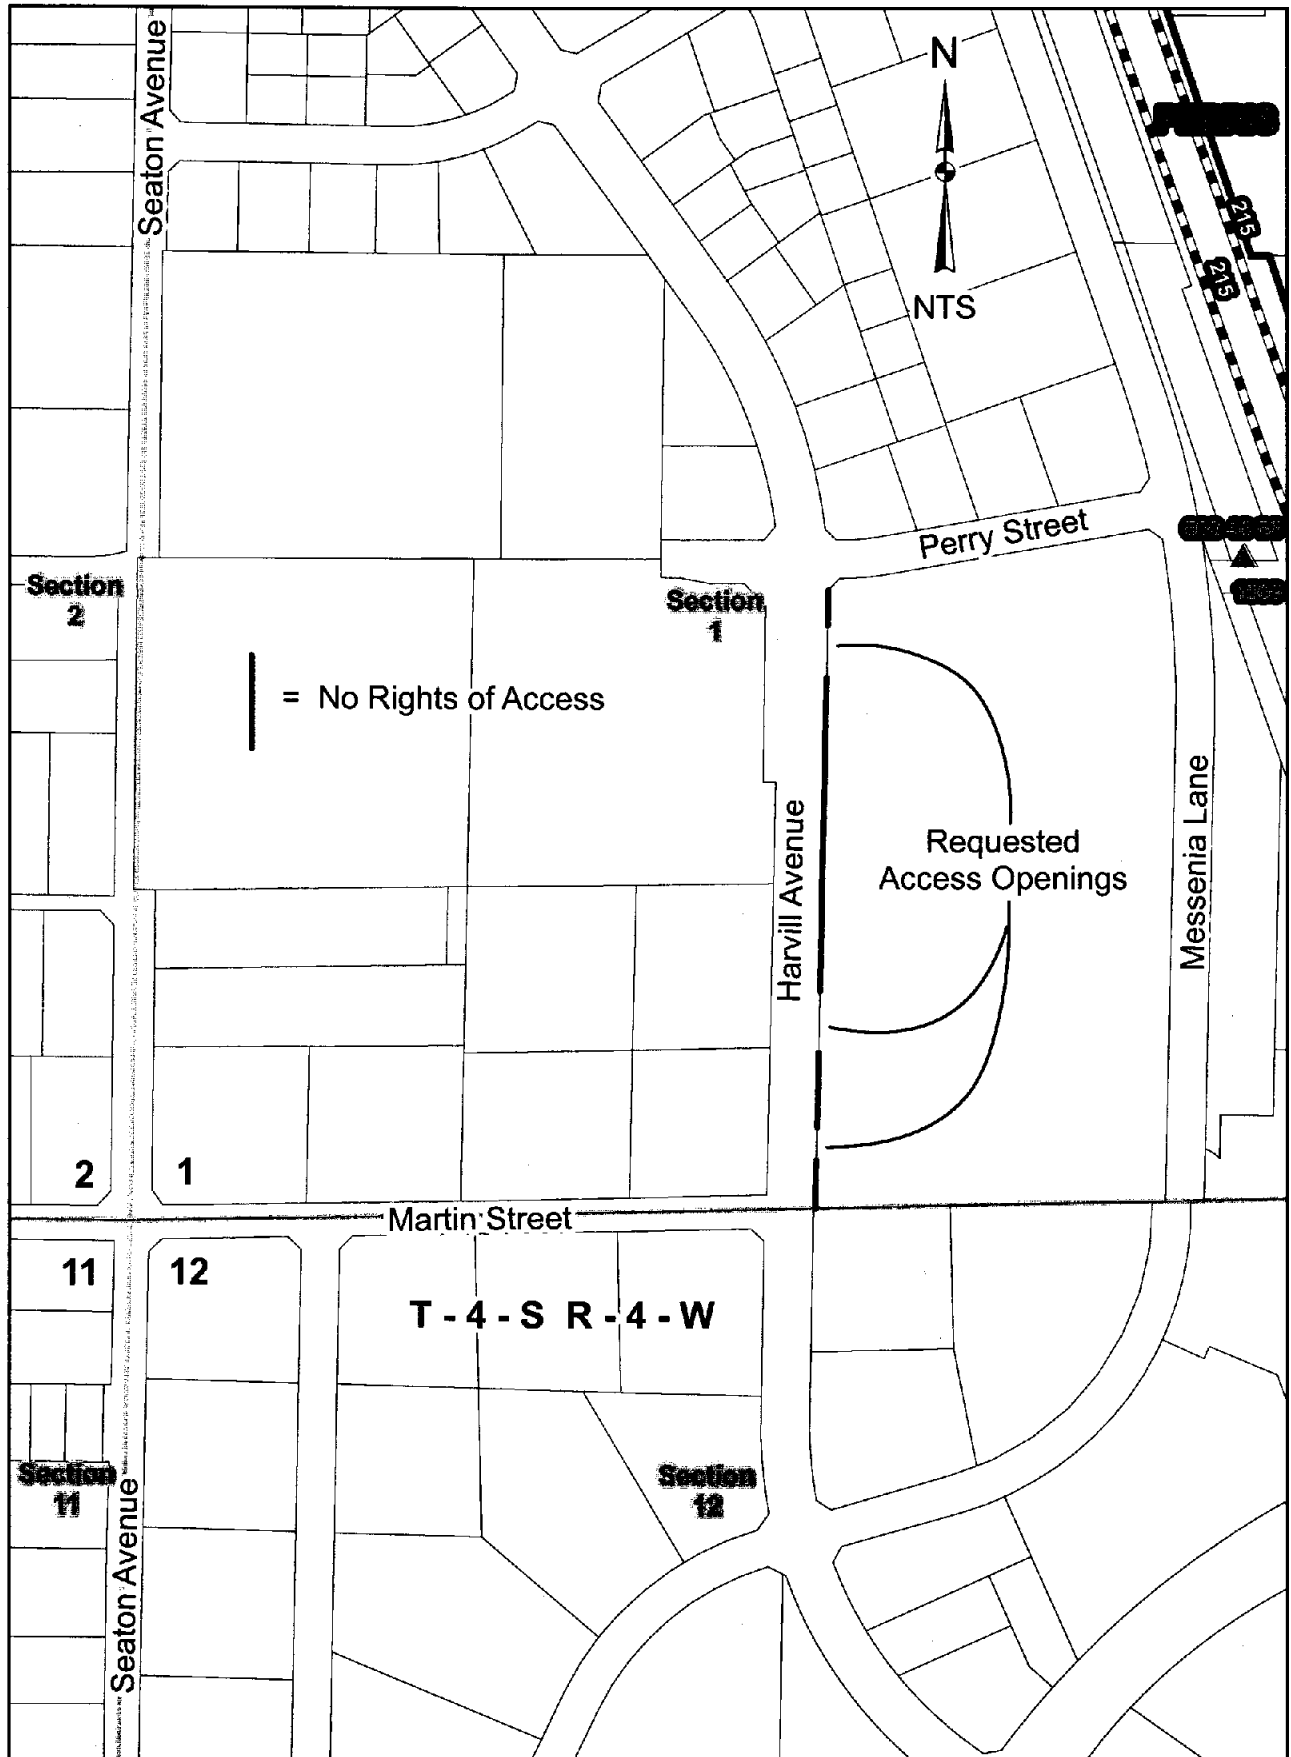 Seaton Avenue
N
NTS
215
215
Perry Street
Section
2
Section
1
= No Rights of Access
Requested
Access Openings
Harvill Avenue
Messenia Lane
2
1
Martin Street
11
12
T - 4 - S R - 4 - W
Section
11
Section
12
Seaton Avenue